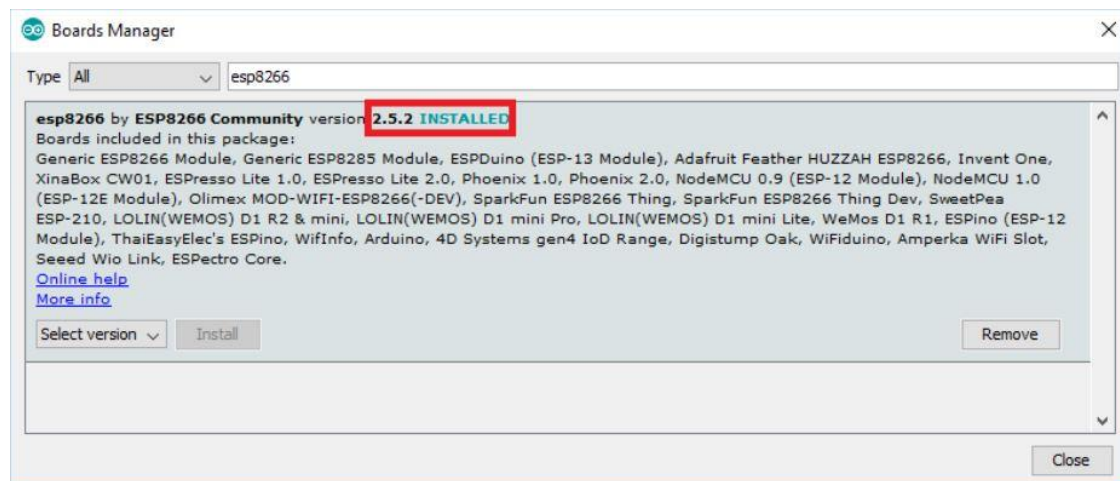 Boards Manager
Type All esp8266
esp8266 by ESP8266 Community version 2.5.2 INSTALLED
Boards included in this package:
Generic ESP8266 Module, Generic ESP8285 Module, ESPDuino (ESP-13 Module), Adafruit Feather HUZZAH ESP8266, Invent One,
XinaBox CW01, ESPresso Lite 1.0, ESPresso Lite 2.0, Phoenix 1.0, Phoenix 2.0, NodeMCU 0.9 (ESP-12 Module), NodeMCU 1.0
(ESP-12E Module), Olimex MOD-WIFI-ESP8266(-DEV), SparkFun ESP8266 Thing, SparkFun ESP8266 Thing Dev, SweetPea
ESP-210, LOLIN(WEMOS) D1 R2 & mini, LOLIN(WEMOS) D1 mini Pro, LOLIN(WEMOS) D1 mini Lite, WeMos D1 R1, ESPino (ESP-12
Module), ThaiEasyElec's ESPino, WifInfo, Arduino, 4D Systems gen4 IoD Range, Digistump Oak, WiFiduino, Amperka WiFi Slot,
Seeed Wio Link, ESPectro Core.
Online help
More info
Select version Install Remove
Close